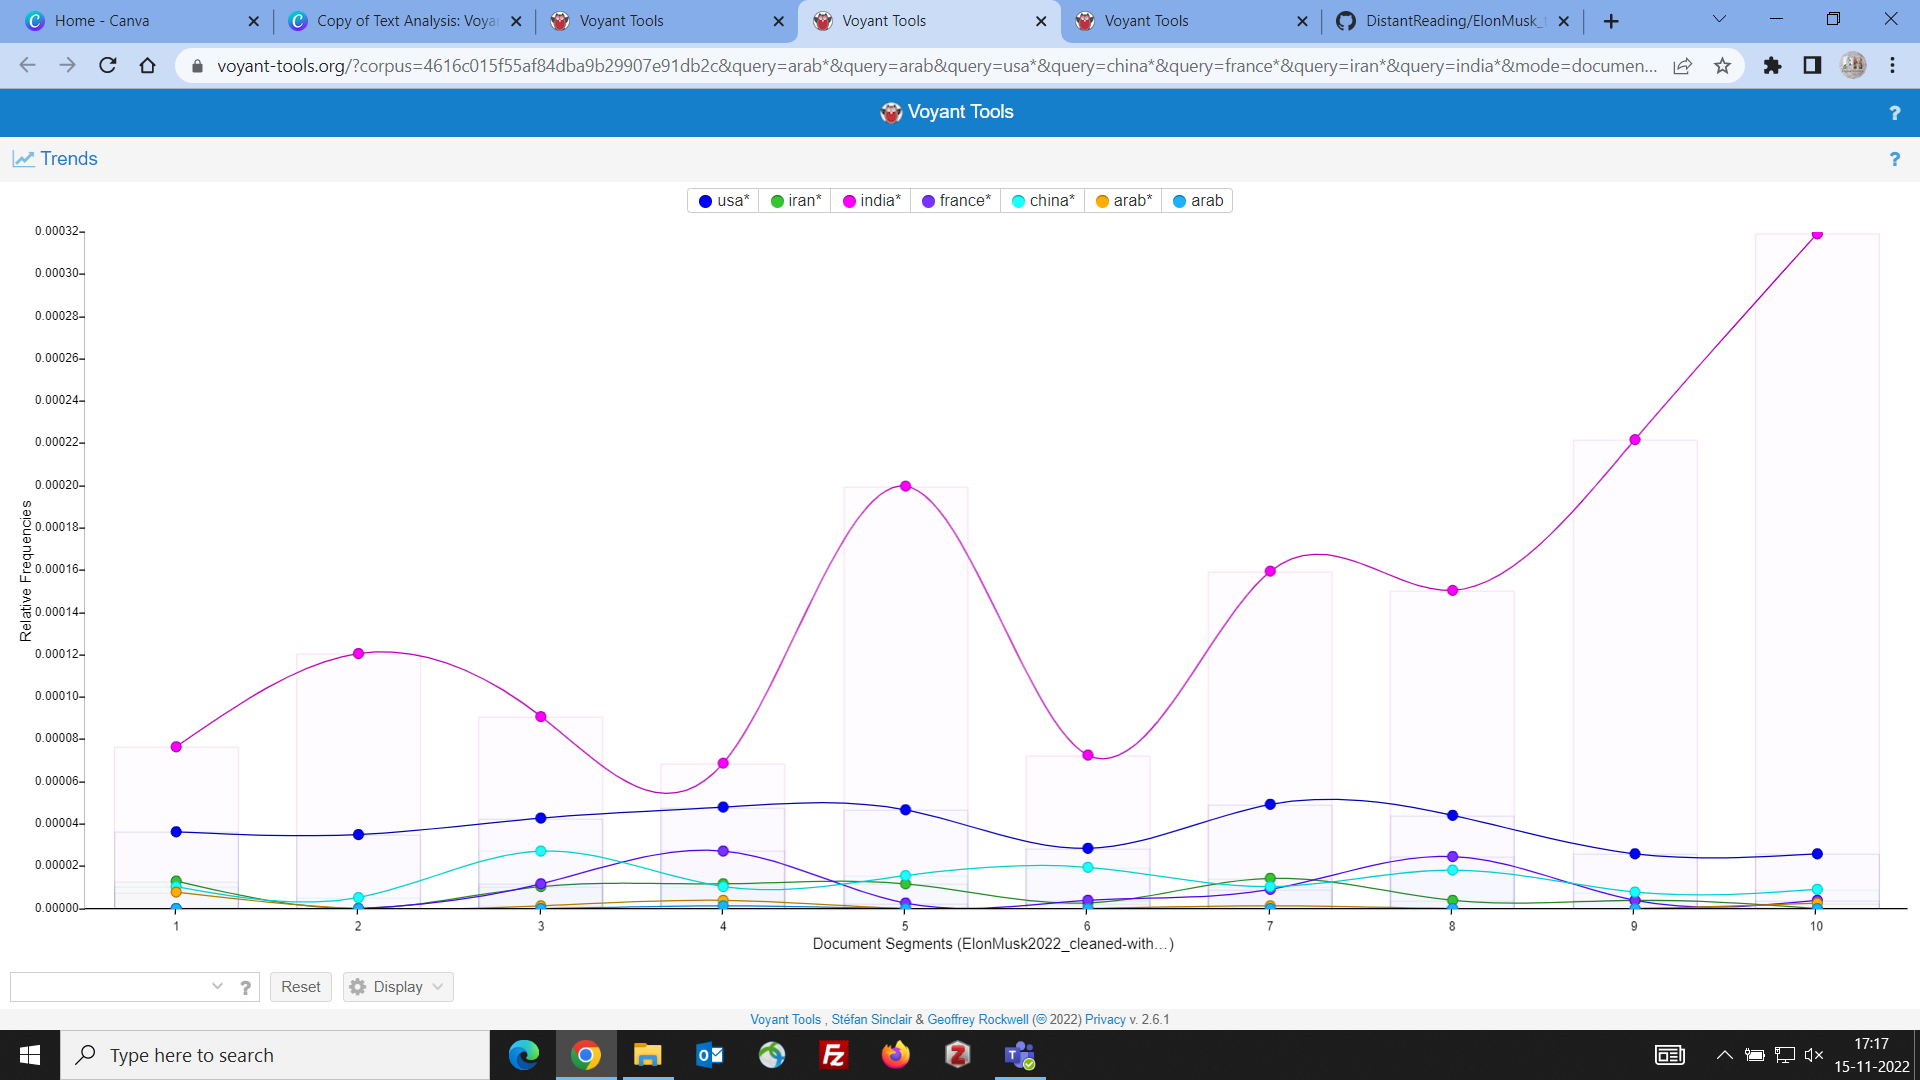 Home - Canva
Copy of Text Analysis: Voyan
Voyant Tools
Voyant Tools
Voyant Tools
DistantReading/ElonMusk_
voyant-tools.org/?corpus=4616c015f55af84dba9b29907e91db2c&query=arab*&query=arab&query=usa*&query=china*&query=france*&query=iran*&query=india*&mode=documen...
Voyant Tools
?
Trends
?
usa* iran* india* france* china* arab* arab
0.00032
0.00030
0.00028
0.00026
0.00024
0.00022
0.00020
0.00018
0.00016
0.00014
0.00012
0.00010
0.00008
0.00006
0.00004
0.00002
0.00000
Relative Frequencies
1 2 3 4 5 6 7 8 9 10
Document Segments (ElonMusk2022_cleaned-with…)
? Reset Display
Voyant Tools , Stéfan Sinclair & Geoffrey Rockwell (cc 2022) Privacy v. 2.6.1
Type here to search
17:17
15-11-2022